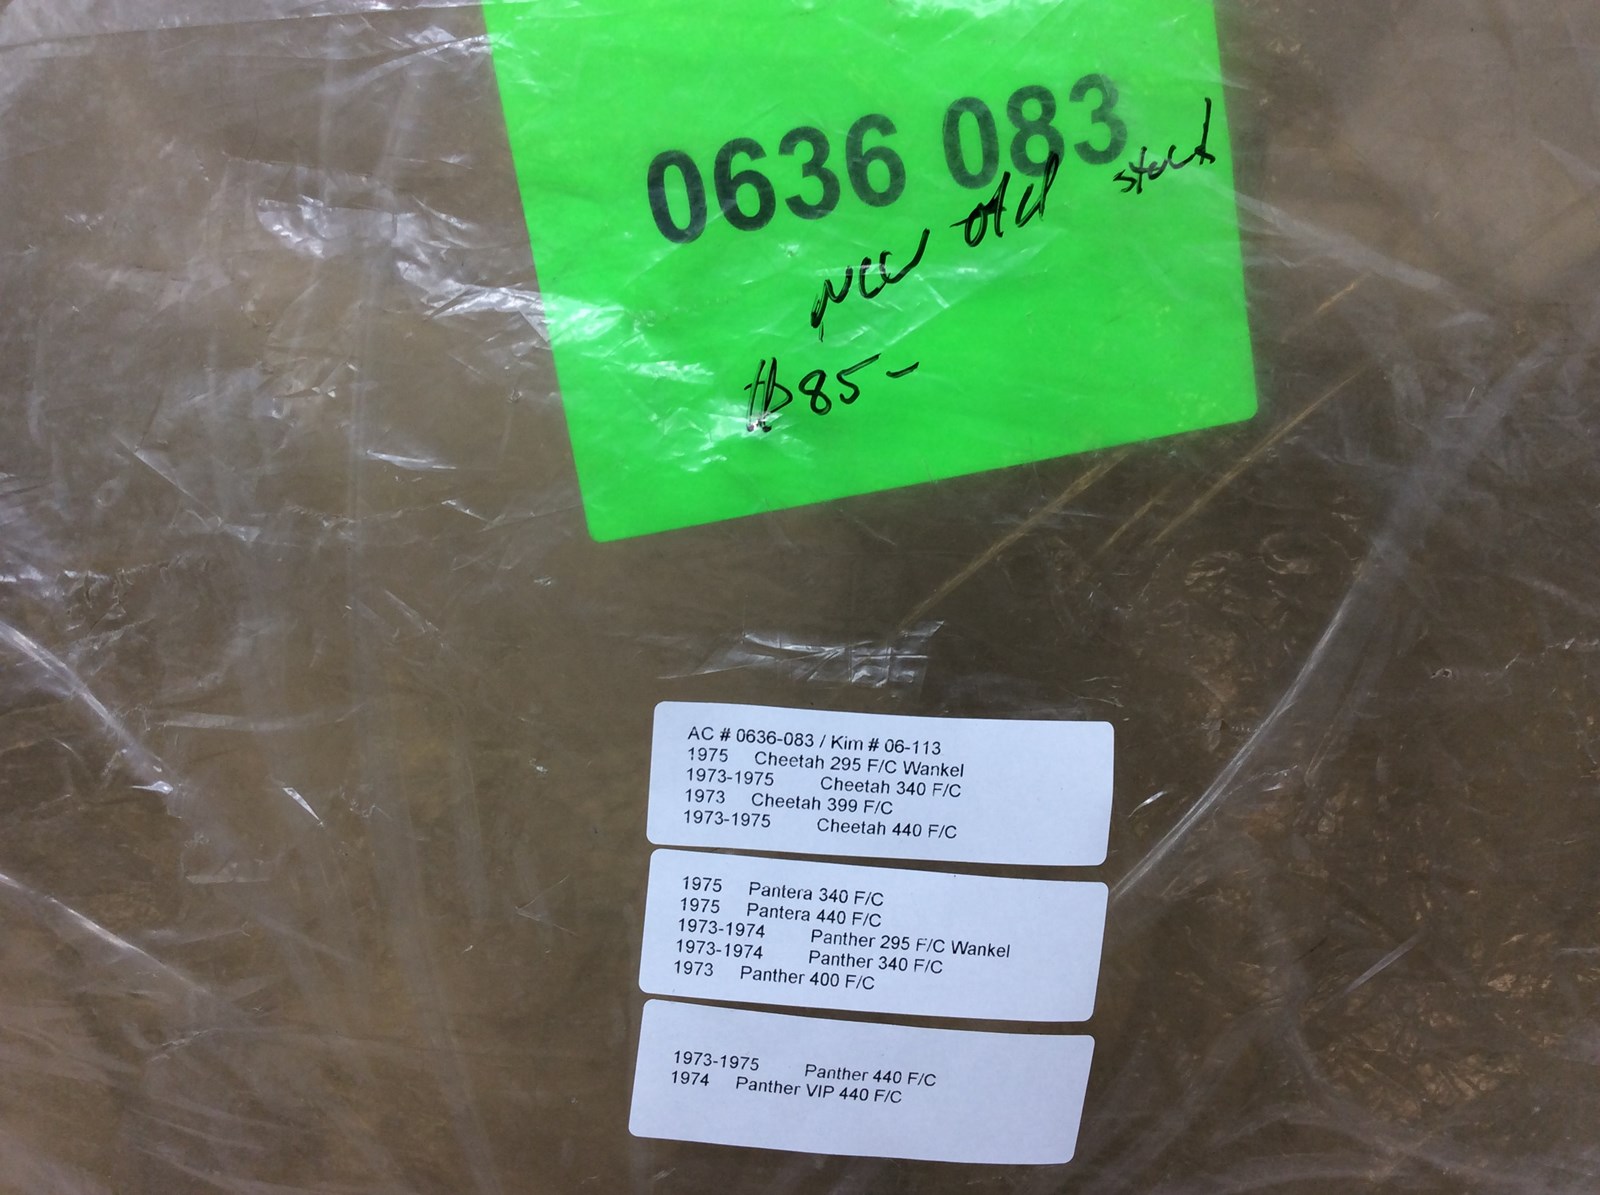 0636 083
New old stock
$85-
AC # 0636-083 / Kim # 06-113
1975 Cheetah 295 F/C Wankel
1973-1975 Cheetah 340 F/C
1973 Cheetah 399 F/C
1973-1975 Cheetah 440 F/C
1975 Pantera 340 F/C
1975 Pantera 440 F/C
1973-1974 Panther 295 F/C Wankel
1973-1974 Panther 340 F/C
1973 Panther 400 F/C
1973-1975 Panther 440 F/C
1974 Panther VIP 440 F/C